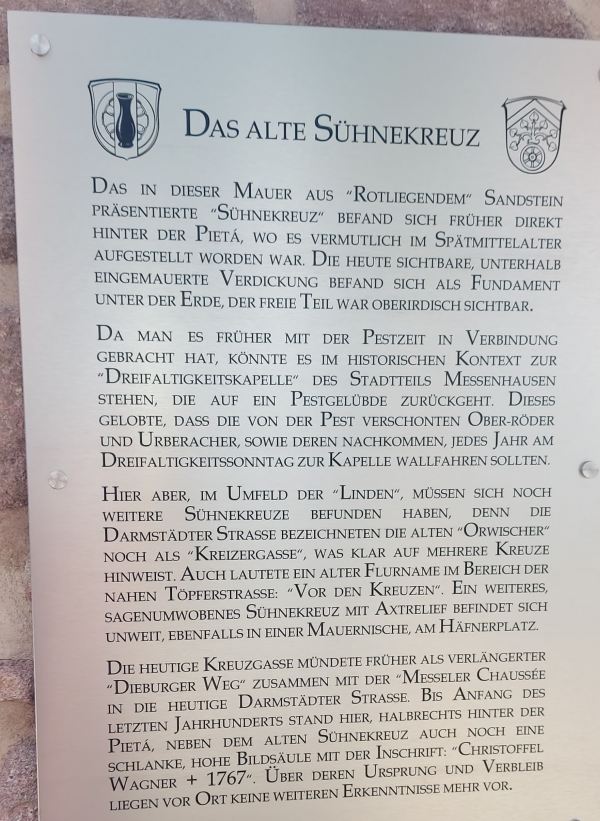 DAS ALTE SÜHNEKREUZ
DAS IN DIESER MAUER AUS "ROTLIEGENDEM" SANDSTEIN
PRÄSENTIERTE "SÜHNEKREUZ" BEFAND SICH FRÜHER DIREKT
HINTER DER PIETÁ, WO ES VERMUTLICH IM SPÄTMITTELALTER
AUFGESTELLT WORDEN WAR. DIE HEUTE SICHTBARE, UNTERHALB
EINGEMAUERTE VERDICKUNG BEFAND SICH ALS FUNDAMENT
UNTER DER ERDE, DER FREIE TEIL WAR OBERIRDISCH SICHTBAR.
DA MAN ES FRÜHER MIT DER PESTZEIT IN VERBINDUNG
GEBRACHT HAT, KÖNNTE ES IM HISTORISCHEN KONTEXT ZUR
"DREIFALTIGKEITSKAPELLE" DES STADTTEILS MESSENHAUSEN
STEHEN, DIE AUF EIN PESTGELÜBDE ZURÜCKGEHT. DIESES
GELOBTE, DASS DIE VON DER PEST VERSCHONTEN OBER-RÖDER
UND URBERACHER, SOWIE DEREN NACHKOMMEN, JEDES JAHR AM
DREIFALTIGKEITSSONNTAG ZUR KAPELLE WALLFAHREN SOLLTEN.
HIER ABER, IM UMFELD DER "LINDEN", MÜSSEN SICH NOCH
WEITERE SÜHNEKREUZE BEFUNDEN HABEN, DENN DIE
DARMSTÄDTER STRASSE BEZEICHNETEN DIE ALTEN "ORWISCHER"
NOCH ALS "KREIZERGASSE", WAS KLAR AUF MEHRERE KREUZE
HINWEIST. AUCH LAUTETE EIN ALTER FLURNAME IM BEREICH DER
NAHEN TÖPFERSTRASSE: "VOR DEN KREUZEN". EIN WEITERES,
SAGENUMWOBENES SÜHNEKREUZ MIT AXTRELIEF BEFINDET SICH
UNWEIT, EBENFALLS IN EINER MAUERNISCHE, AM HÄFNERPLATZ.
DIE HEUTIGE KREUZGASSE MÜNDETE FRÜHER ALS VERLÄNGERTER
"DIEBURGER WEG" ZUSAMMEN MIT DER "MESSELER CHAUSSÉE
IN DIE HEUTIGE DARMSTÄDTER STRASSE. BIS ANFANG DES
LETZTEN JAHRHUNDERTS STAND HIER, HALBRECHTS HINTER DER
PIETÁ, NEBEN DEM ALTEN SÜHNEKREUZ AUCH NOCH EINE
SCHLANKE, HOHE BILDSÄULE MIT DER INSCHRIFT: "CHRISTOFFEL
WAGNER + 1767". ÜBER DEREN URSPRUNG UND VERBLEIB
LIEGEN VOR ORT KEINE WEITEREN ERKENNTNISSE MEHR VOR.